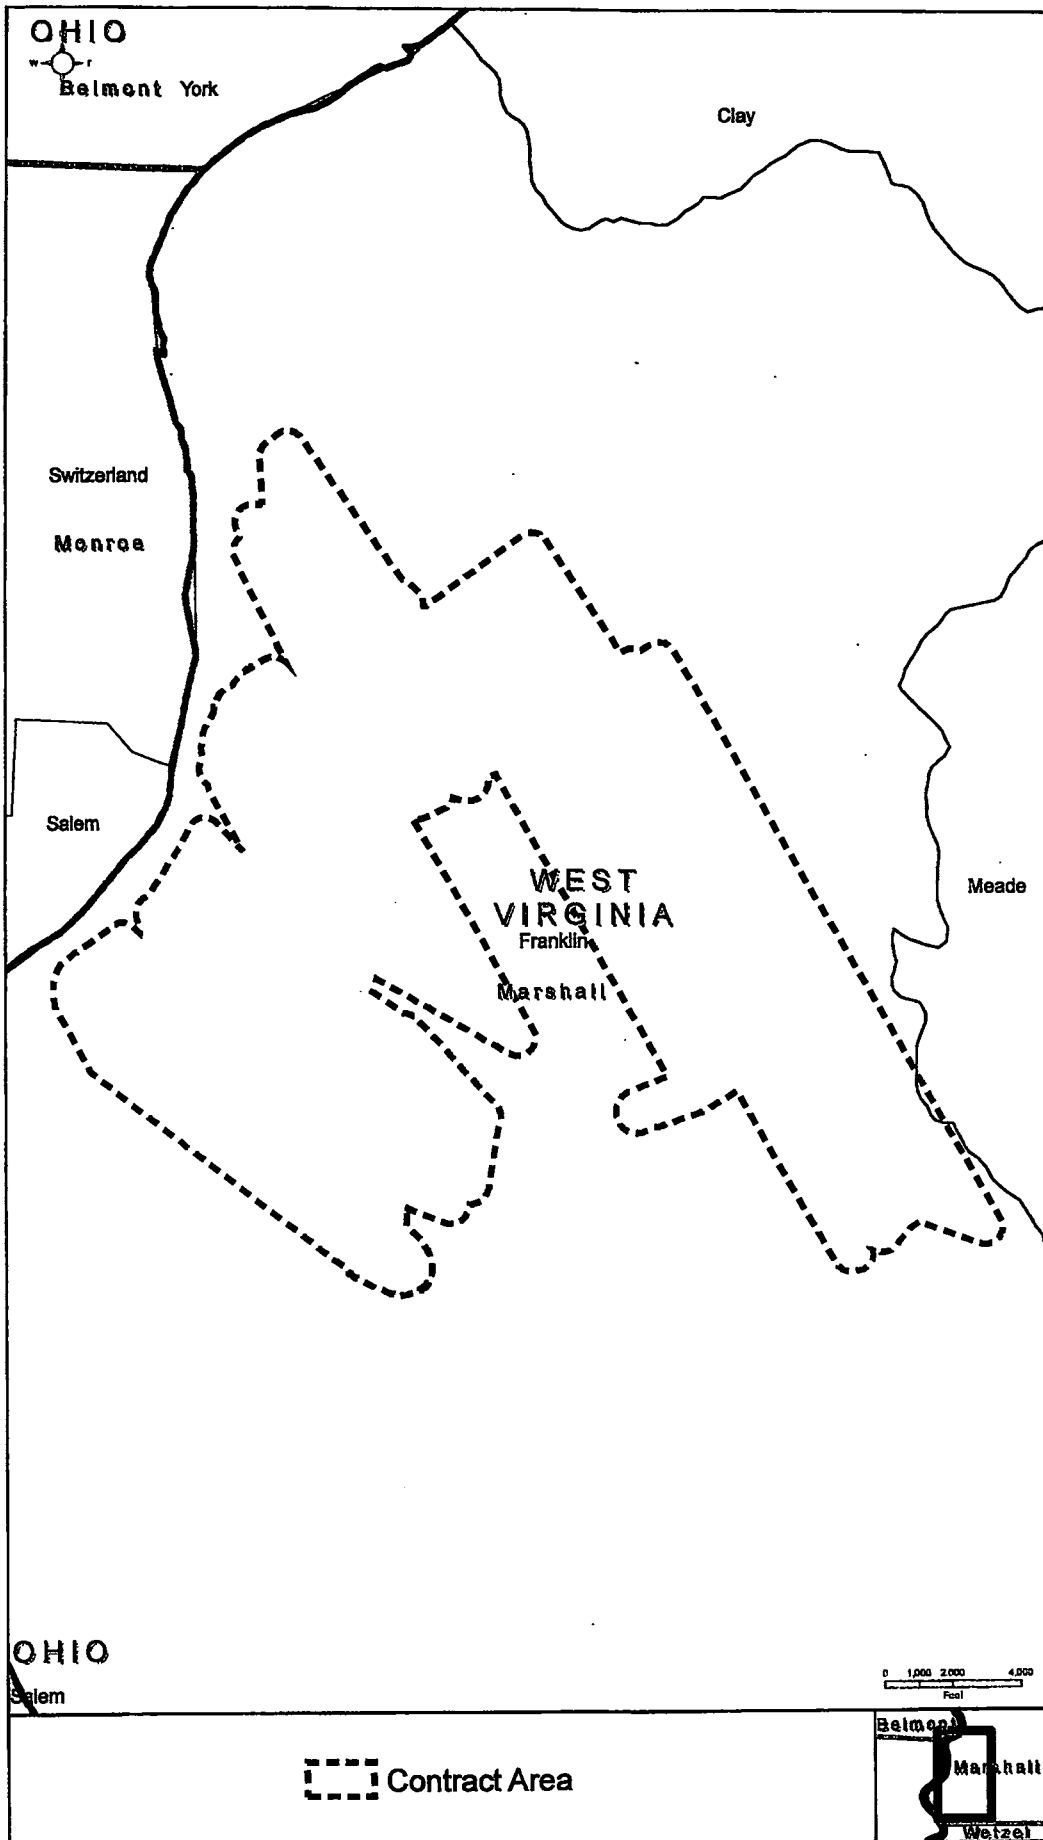 OHIO
W
r
Belmont York
Clay
Switzerland
Monroe
Salem
WEST
VIRGINIA
Franklin
Marshall
Meade
OHIO
Salem
0 1,000 2,000 4,000
Feet
Contract Area
Belmont
Marshall
Wetzel